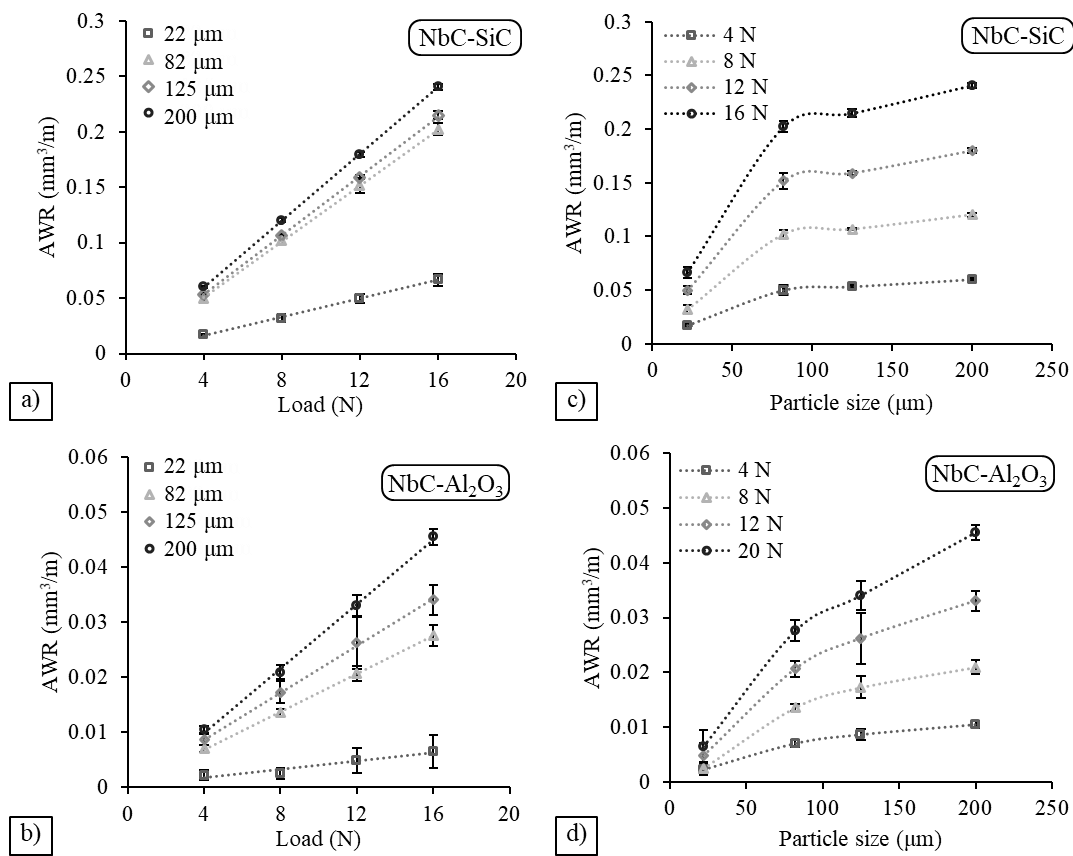 0.3
0.25
0.2
0.15
0.1
0.05
0
AWR (mm³/m)
22 μm
82 μm
125 μm
200 μm
NbC-SiC
0 4 8 12 16 20
Load (N)
a)
0.3
0.25
0.2
0.15
0.1
0.05
0
AWR (mm³/m)
4 N
8 N
12 N
16 N
NbC-SiC
0 50 100 150 200 250
Particle size (μm)
c)
0.06
0.05
0.04
0.03
0.02
0.01
0
AWR (mm³/m)
22 μm
82 μm
125 μm
200 μm
NbC-Al₂O₃
0 4 8 12 16 20
Load (N)
b)
0.06
0.05
0.04
0.03
0.02
0.01
0
AWR (mm³/m)
4 N
8 N
12 N
20 N
NbC-Al₂O₃
0 50 100 150 200 250
Particle size (μm)
d)